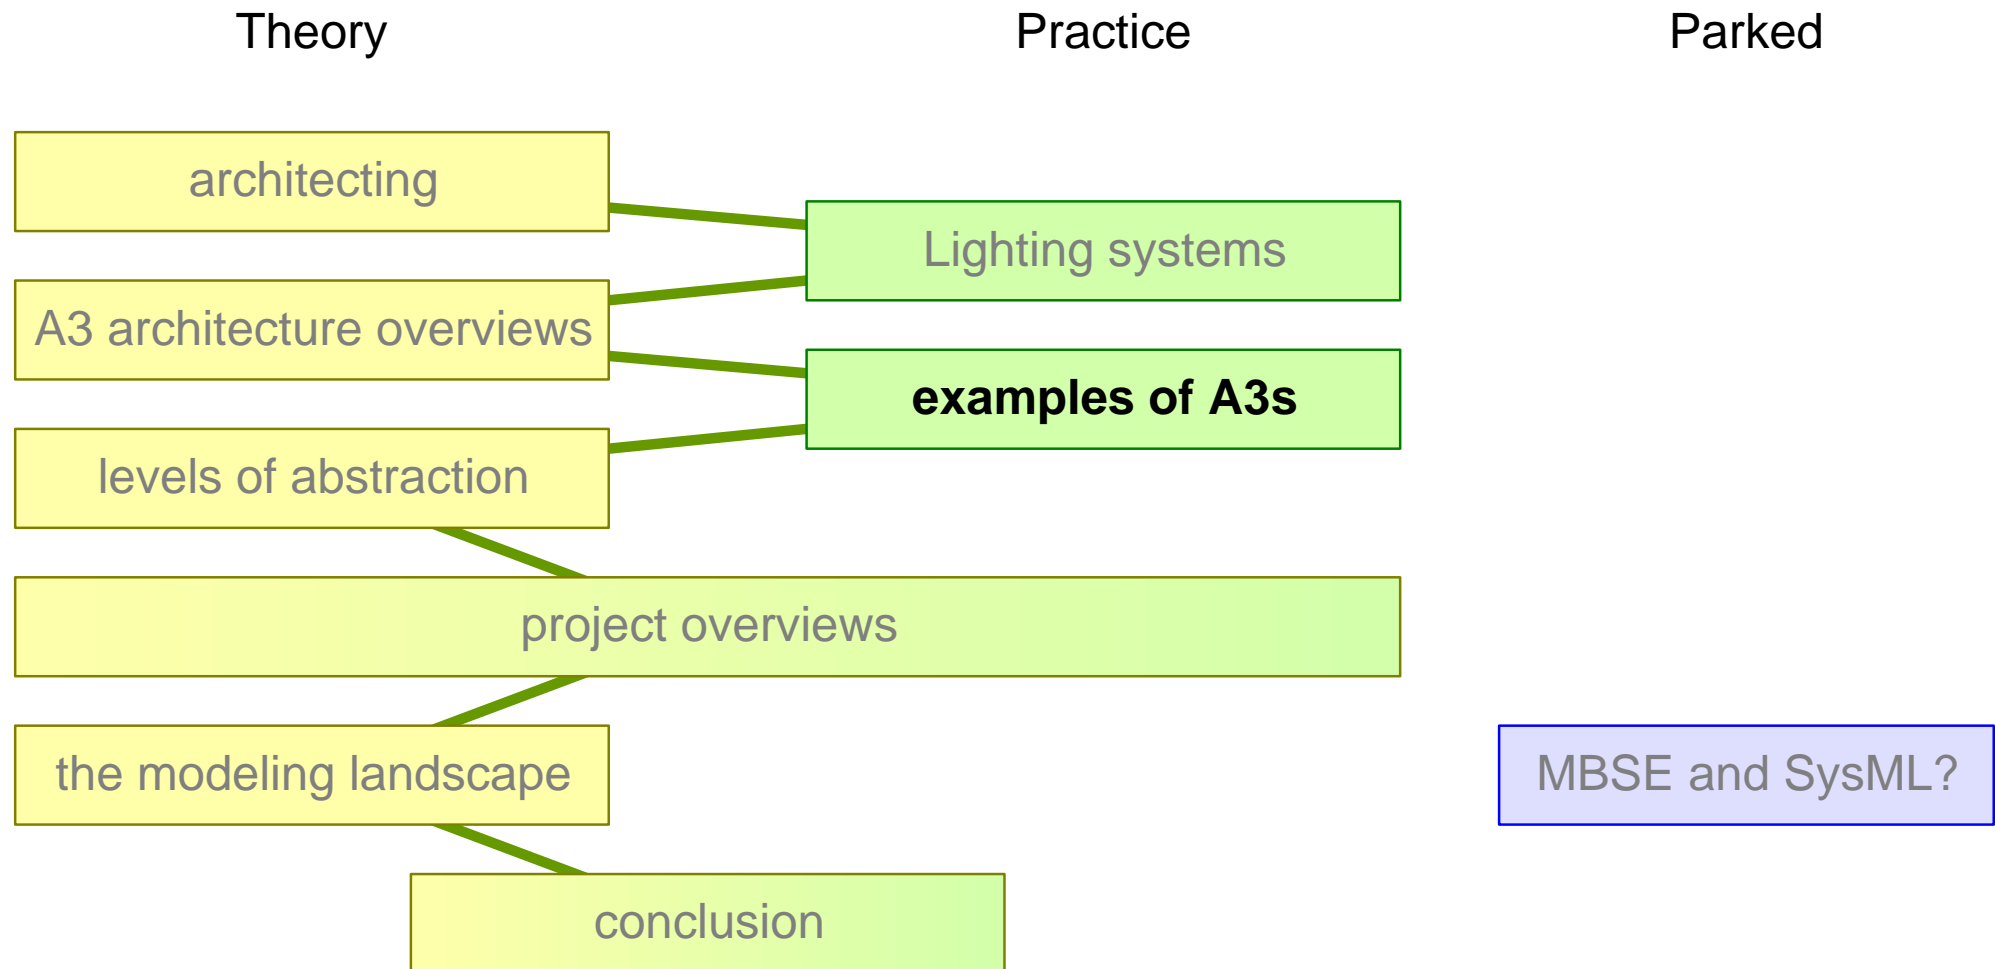 Theory
Practice
Parked
architecting
Lighting systems
A3 architecture overviews
examples of A3s
levels of abstraction
project overviews
the modeling landscape
MBSE and SysML?
conclusion